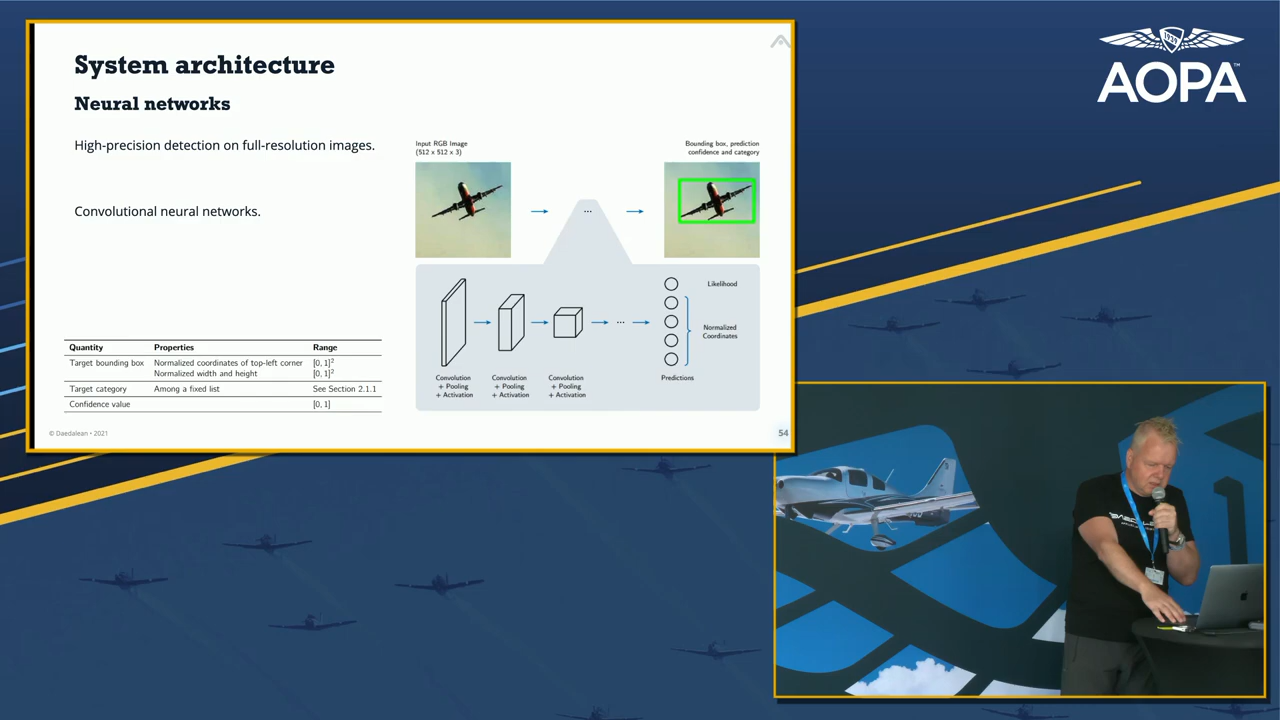 System architecture
Neural networks
High-precision detection on full-resolution images.
Convolutional neural networks.
Input RGB Image
(512 x 512 x 3)
Bounding box, prediction
confidence and category
...
Likelihood
Normalized
Coordinates
...
Convolution
+ Pooling
+ Activation
Convolution
+ Pooling
+ Activation
Convolution
+ Pooling
+ Activation
Predictions
Quantity Properties Range
Target bounding box Normalized coordinates of top-left corner [0, 1]²
Normalized width and height [0, 1]²
Target category Among a fixed list See Section 2.1.1
Confidence value [0, 1]
© Daedalean • 2021
54
1939
AOPA™